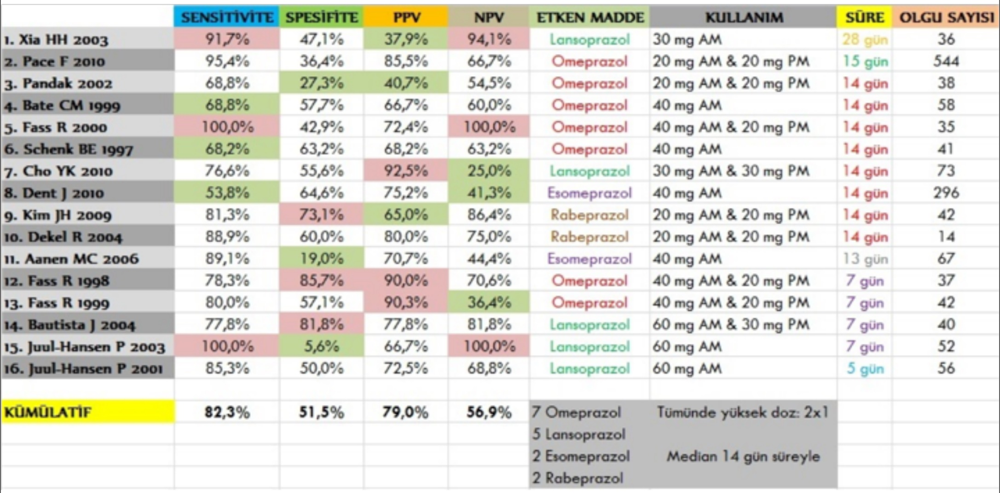 SENSİTİVİTE SPESİFİTE PPV NPV ETKEN MADDE KULLANIM SÜRE OLGU SAYISI
1. Xia HH 2003 91,7% 47,1% 37,9% 94,1% Lansoprazol 30 mg AM 28 gün 36
2. Pace F 2010 95,4% 36,4% 85,5% 66,7% Omeprazol 20 mg AM & 20 mg PM 15 gün 544
3. Pandak 2002 68,8% 27,3% 40,7% 54,5% Omeprazol 20 mg AM & 20 mg PM 14 gün 38
4. Bate CM 1999 68,8% 57,7% 66,7% 60,0% Omeprazol 40 mg AM 14 gün 58
5. Fass R 2000 100,0% 42,9% 72,4% 100,0% Omeprazol 40 mg AM & 20 mg PM 14 gün 35
6. Schenk BE 1997 68,2% 63,2% 68,2% 63,2% Omeprazol 40 mg AM 14 gün 41
7. Cho YK 2010 76,6% 55,6% 92,5% 25,0% Lansoprazol 30 mg AM & 30 mg PM 14 gün 73
8. Dent J 2010 53,8% 64,6% 75,2% 41,3% Esomeprazol 40 mg AM 14 gün 296
9. Kim JH 2009 81,3% 73,1% 65,0% 86,4% Rabeprazol 20 mg AM & 20 mg PM 14 gün 42
10. Dekel R 2004 88,9% 60,0% 80,0% 75,0% Rabeprazol 20 mg AM & 20 mg PM 14 gün 14
11. Aanen MC 2006 89,1% 19,0% 70,7% 44,4% Esomeprazol 40 mg AM 13 gün 67
12. Fass R 1998 78,3% 85,7% 90,0% 70,6% Omeprazol 40 mg AM & 20 mg PM 7 gün 37
13. Fass R 1999 80,0% 57,1% 90,3% 36,4% Omeprazol 40 mg AM & 20 mg PM 7 gün 42
14. Bautista J 2004 77,8% 81,8% 77,8% 81,8% Lansoprazol 60 mg AM & 30 mg PM 7 gün 40
15. Juul-Hansen P 2003 100,0% 5,6% 66,7% 100,0% Lansoprazol 60 mg AM 7 gün 52
16. Juul-Hansen P 2001 85,3% 50,0% 72,5% 68,8% Lansoprazol 60 mg AM 5 gün 56
KÜMÜLATİF 82,3% 51,5% 79,0% 56,9% 7 Omeprazol Tümünde yüksek doz: 2x1
5 Lansoprazol
2 Esomeprazol Median 14 gün süreyle
2 Rabeprazol